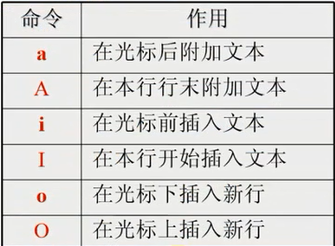 命令 作用
a 在光标后附加文本
A 在本行行末附加文本
i 在光标前插入文本
I 在本行开始插入文本
o 在光标下插入新行
O 在光标上插入新行